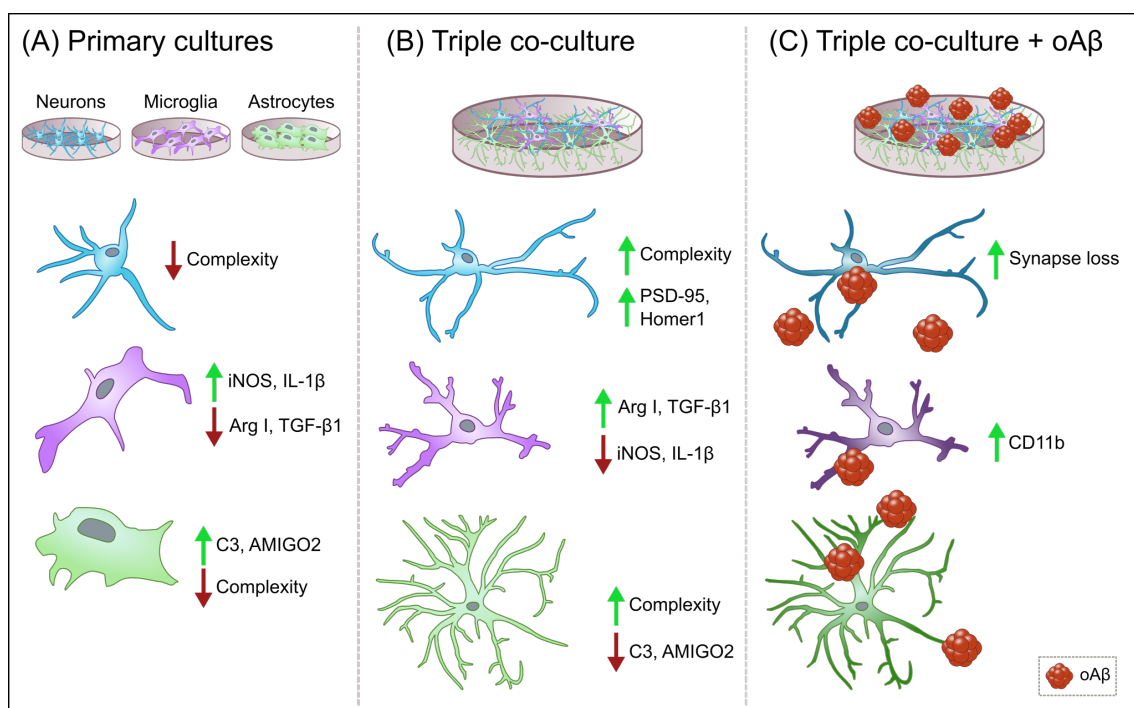 (A) Primary cultures
Neurons
Microglia
Astrocytes
Complexity
iNOS, IL-1β
Arg I, TGF-β1
C3, AMIGO2
Complexity
(B) Triple co-culture
Complexity
PSD-95,
Homer1
Arg I, TGF-β1
iNOS, IL-1β
Complexity
C3, AMIGO2
(C) Triple co-culture + oAβ
Synapse loss
CD11b
oAβ